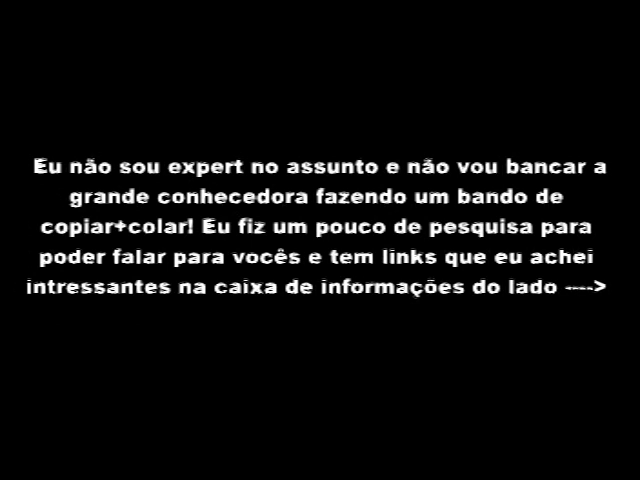 Eu não sou expert no assunto e não vou bancar a
grande conhecedora fazendo um bando de
copiar+colar! Eu fiz um pouco de pesquisa para
poder falar para vocês e tem links que eu achei
intressantes na caixa de informações do lado ---->